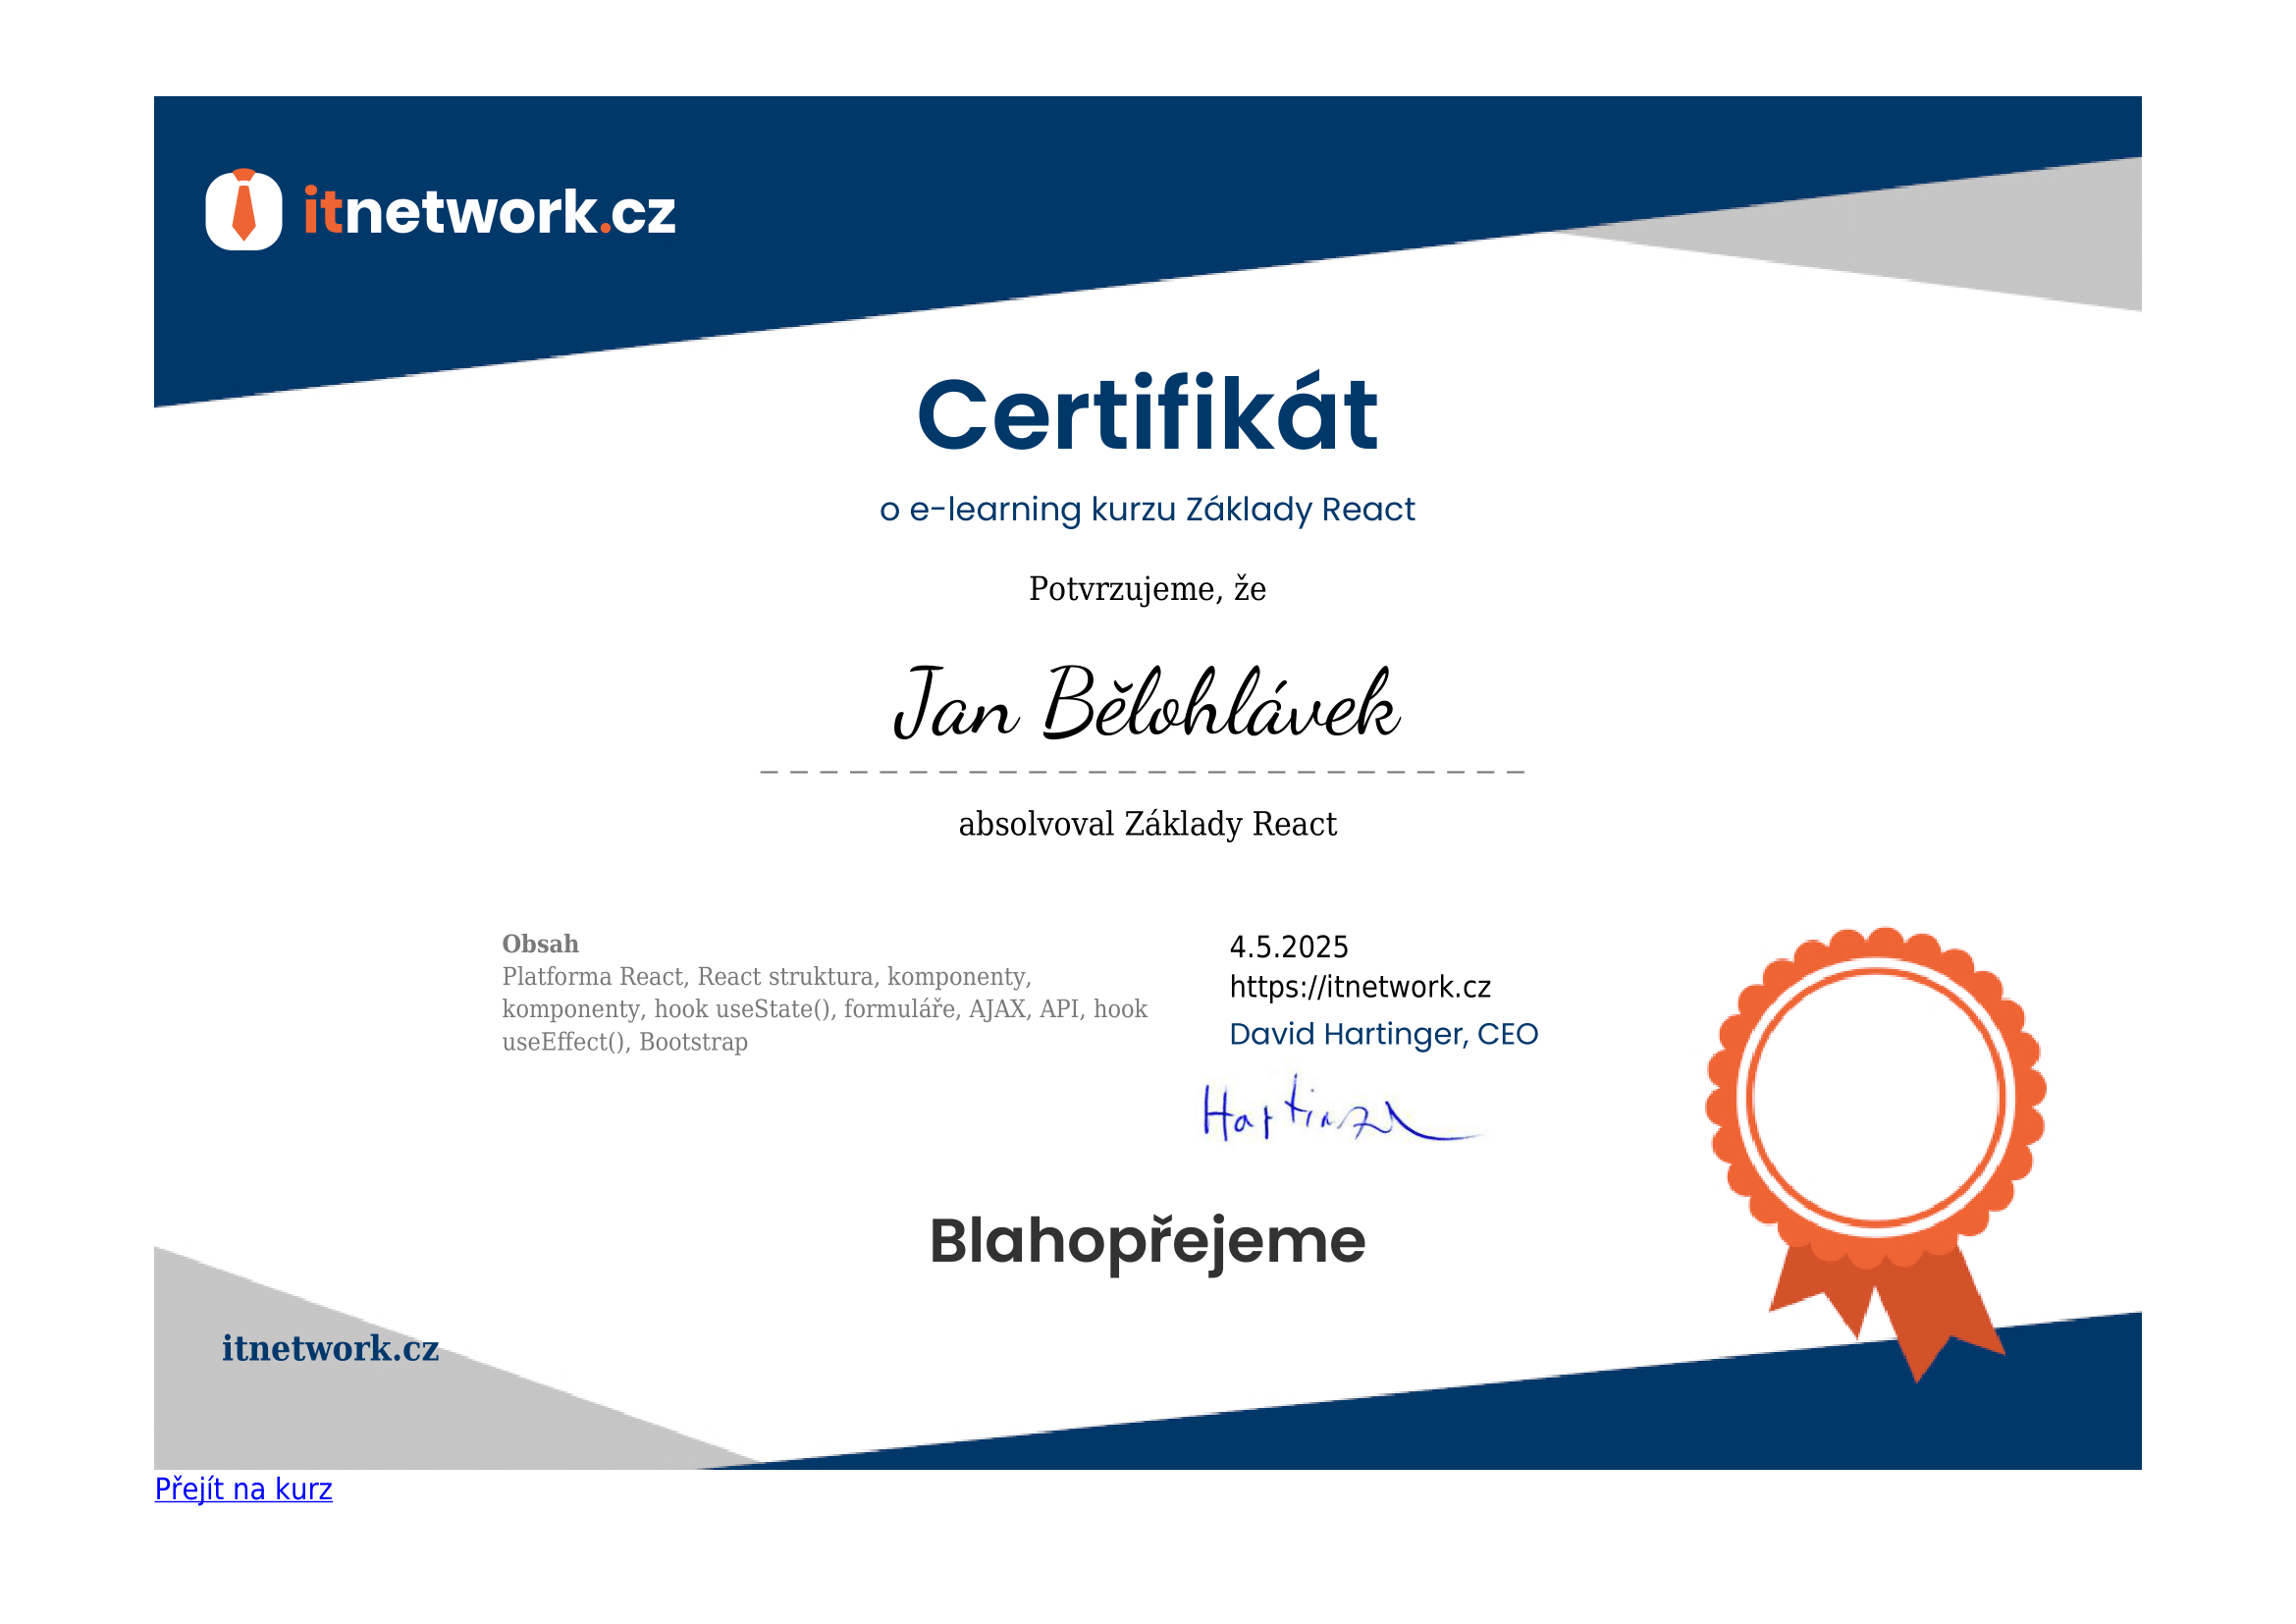 itnetwork.cz
Certifikát
o e-learning kurzu Základy React
Potvrzujeme, že
Jan Bělohlávek
absolvoval Základy React
Obsah
Platforma React, React struktura, komponenty,
komponenty, hook useState(), formuláře, AJAX, API, hook
useEffect(), Bootstrap
4.5.2025
https://itnetwork.cz
David Hartinger, CEO
Blahopřejeme
itnetwork.cz
Přejít na kurz